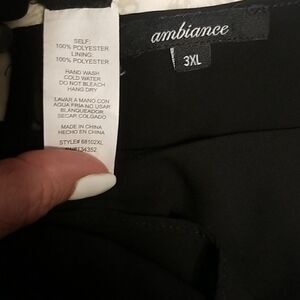 ambiance
3XL
SELF:
100% POLYESTER
LINING:
100% POLYESTER
HAND WASH
COLD WATER
DO NOT BLEACH
HANG DRY
LAVAR A MANO CON
AGUA FRIA NO USAR
BLANQUEADOR
SECAR COLGADO
MADE IN CHINA
HECHO EN CHINA
STYLE# 68102XL